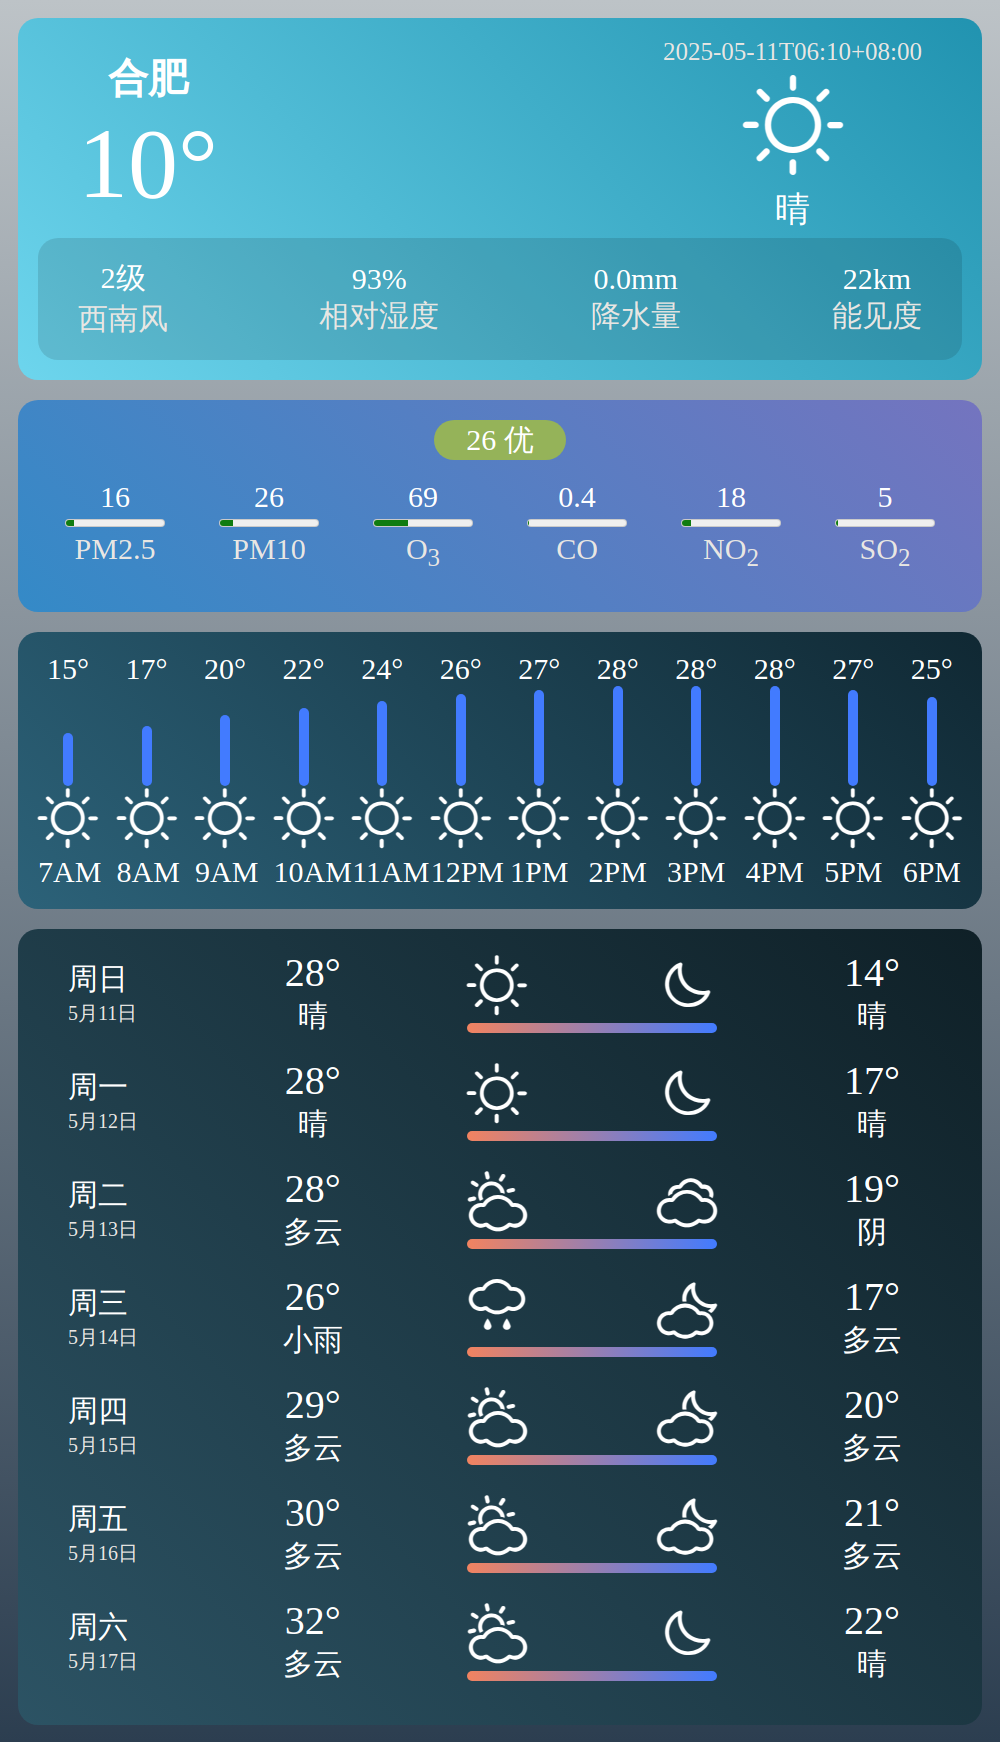 合肥
10°
2025-05-11T06:10+08:00
晴
2级 93% 0.0mm 22km
西南风 相对湿度 降水量 能见度
26 优
16 26 69 0.4 18 5
PM2.5 PM10 O3 CO NO2 SO2
15° 17° 20° 22° 24° 26° 27° 28° 28° 28° 27° 25°
7AM 8AM 9AM 10AM 11AM 12PM 1PM 2PM 3PM 4PM 5PM 6PM
周日 28° 14°
5月11日 晴 晴
周一 28° 17°
5月12日 晴 晴
周二 28° 19°
5月13日 多云 阴
周三 26° 17°
5月14日 小雨 多云
周四 29° 20°
5月15日 多云 多云
周五 30° 21°
5月16日 多云 多云
周六 32° 22°
5月17日 多云 晴